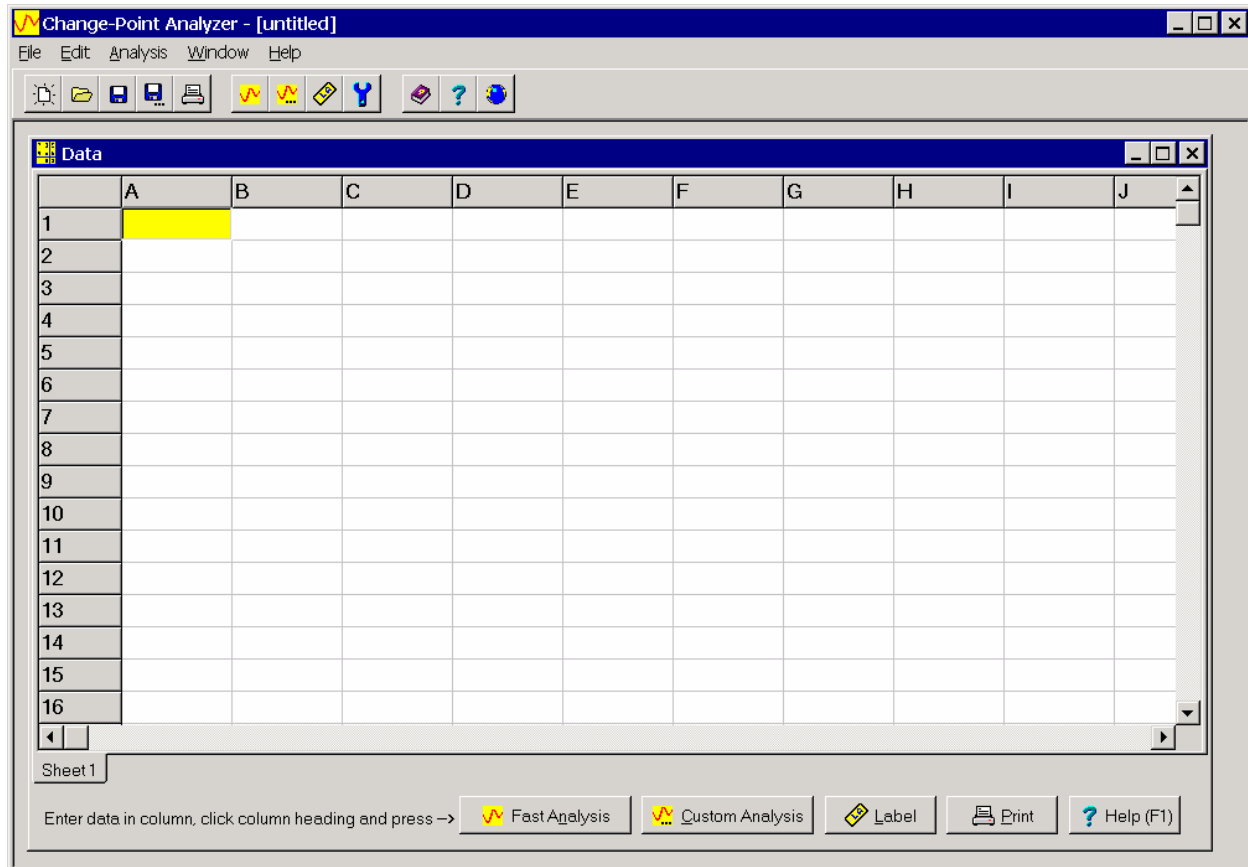 Change-Point Analyzer - [untitled]
File Edit Analysis Window Help
Data
A B C D E F G H I J
1
2
3
4
5
6
7
8
9
10
11
12
13
14
15
16
Sheet 1
Enter data in column, click column heading and press --> Fast Analysis Custom Analysis Label Print Help (F1)